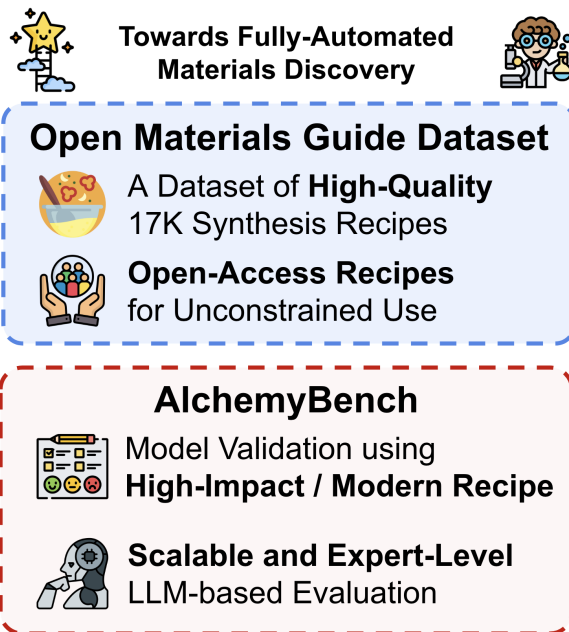 Towards Fully-Automated
Materials Discovery
Open Materials Guide Dataset
A Dataset of High-Quality
17K Synthesis Recipes
Open-Access Recipes
for Unconstrained Use
AlchemyBench
Model Validation using
High-Impact / Modern Recipe
Scalable and Expert-Level
LLM-based Evaluation